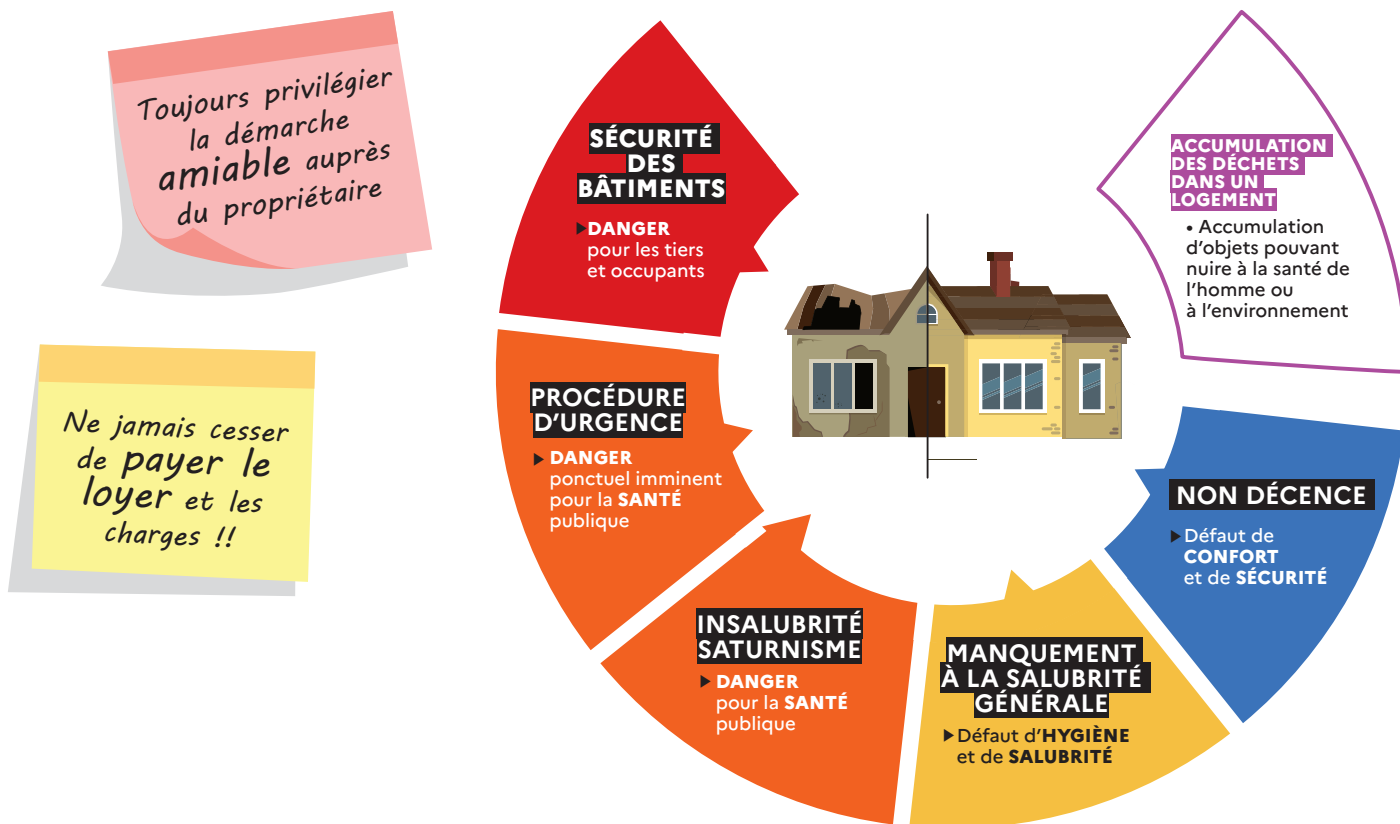 Toujours privilégier
la démarche
amiable auprès
du propriétaire
Ne jamais cesser
de payer le
loyer et les
charges !!
SÉCURITÉ
DES
BÂTIMENTS
▶DANGER
pour les tiers
et occupants
PROCÉDURE
D'URGENCE
▶ DANGER
ponctuel imminent
pour la SANTÉ
publique
INSALUBRITÉ
SATURNISME
▶ DANGER
pour la SANTÉ
publique
MANQUEMENT
À LA SALUBRITÉ
GÉNÉRALE
▶Défaut d'HYGIÈNE
et de SALUBRITÉ
NON DÉCENCE
▶Défaut de
CONFORT
et de SÉCURITÉ
ACCUMULATION
DES DÉCHETS
DANS UN
LOGEMENT
• Accumulation
d'objets pouvant
nuire à la santé de
l'homme ou
à l'environnement